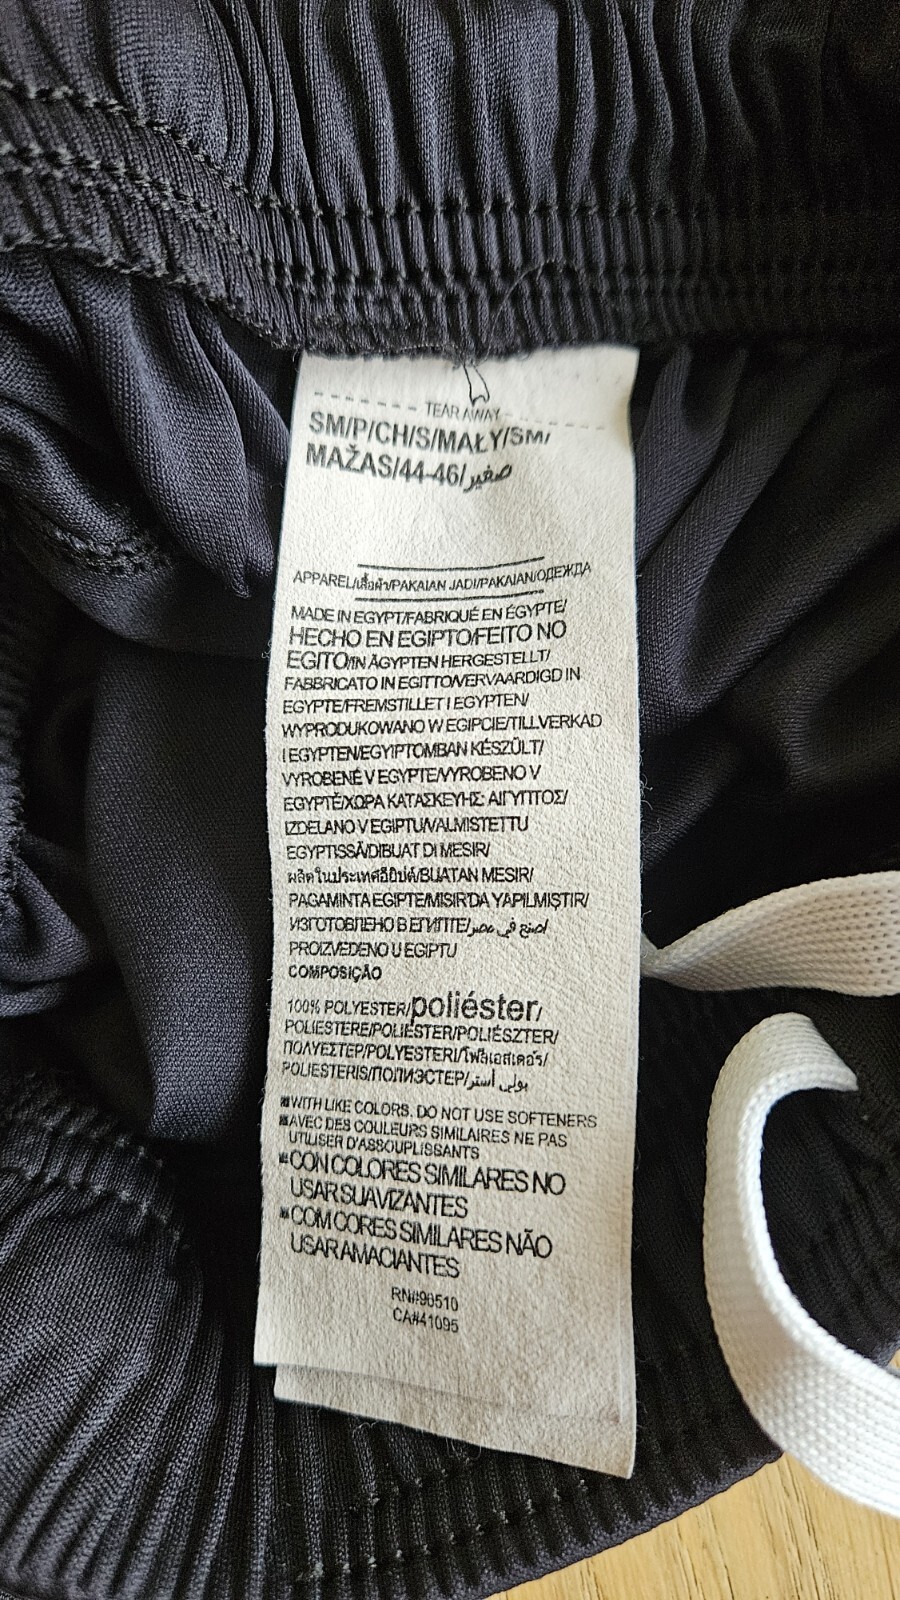 TEAR AWAY
SM/P/CH/S/MAŁY/SM/
MAŽAS/44-46/صغير
APPAREL/เสื้อผ้า/PAKAIAN JADI/PAKAIAN/ОДЕЖДА
MADE IN EGYPT/FABRIQUÉ EN ÉGYPTE/
HECHO EN EGIPTO/FEITO NO
EGITO/IN ÄGYPTEN HERGESTELLT/
FABBRICATO IN EGITTO/VERVAARDIGD IN
EGYPTE/FREMSTILLET I EGYPTEN/
WYPRODUKOWANO W EGIPCIE/TILLVERKAD
I EGYPTEN/EGYIPTOMBAN KÉSZÜLT/
VYROBENÉ V EGYPTE/VYROBENO V
EGYPTĚ/ΧΩΡΑ ΚΑΤΑΣΚΕΥΗΣ: ΑΙΓΥΠΤΟΣ/
IZDELANO V EGIPTU/VALMISTETTU
EGYPTISSÄ/DIBUAT DI MESIR/
ผลิตในประเทศอียิปต์/BUATAN MESIR/
PAGAMINTA EGIPTE/MISIR'DA YAPILMIŞTIR/
ИЗГОТОВЛЕНО В ЕГИПТЕ/صنع في مصر/
PROIZVEDENO U EGIPTU
COMPOSIÇÃO
100% POLYESTER/poliéster/
POLIESTERE/POLIESTER/POLIÉSZTER/
ΠΟΛΥΕΣΤΕΡ/POLYESTERI/โพลีเอสเตอร์/
POLIESTERIS/ПОЛИЭСТЕР/بولي أستر
WITH LIKE COLORS. DO NOT USE SOFTENERS
AVEC DES COULEURS SIMILAIRES NE PAS
UTILISER D'ASSOUPLISSANTS
CON COLORES SIMILARES NO
USAR SUAVIZANTES
COM CORES SIMILARES NÃO
USAR AMACIANTES
RN#90510
CA#41095